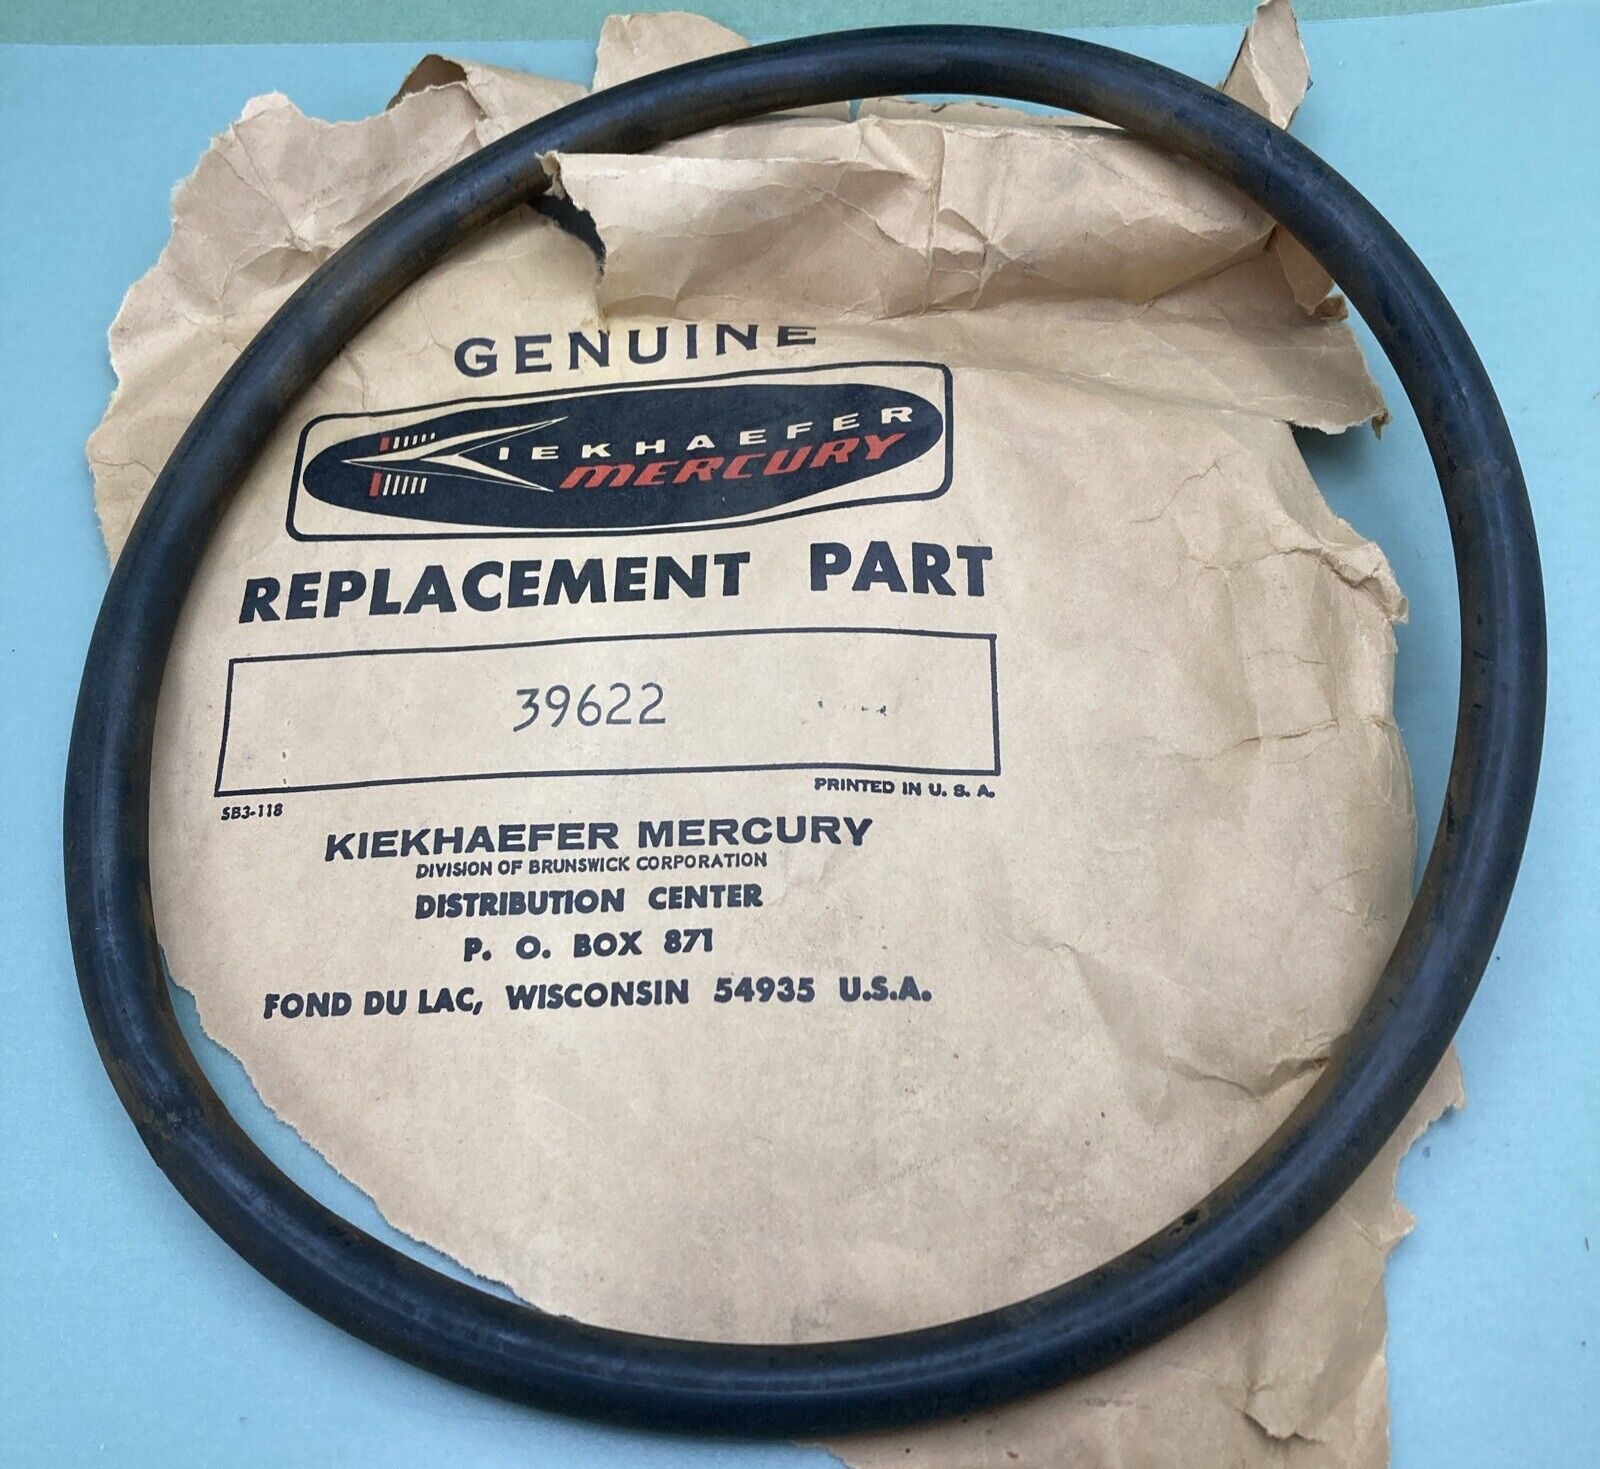 GENUINE
KIEKHAEFER
MERCURY
REPLACEMENT PART
39622
SB3-118
PRINTED IN U. S. A.
KIEKHAEFER MERCURY
DIVISION OF BRUNSWICK CORPORATION
DISTRIBUTION CENTER
P. O. BOX 871
FOND DU LAC, WISCONSIN 54935 U.S.A.